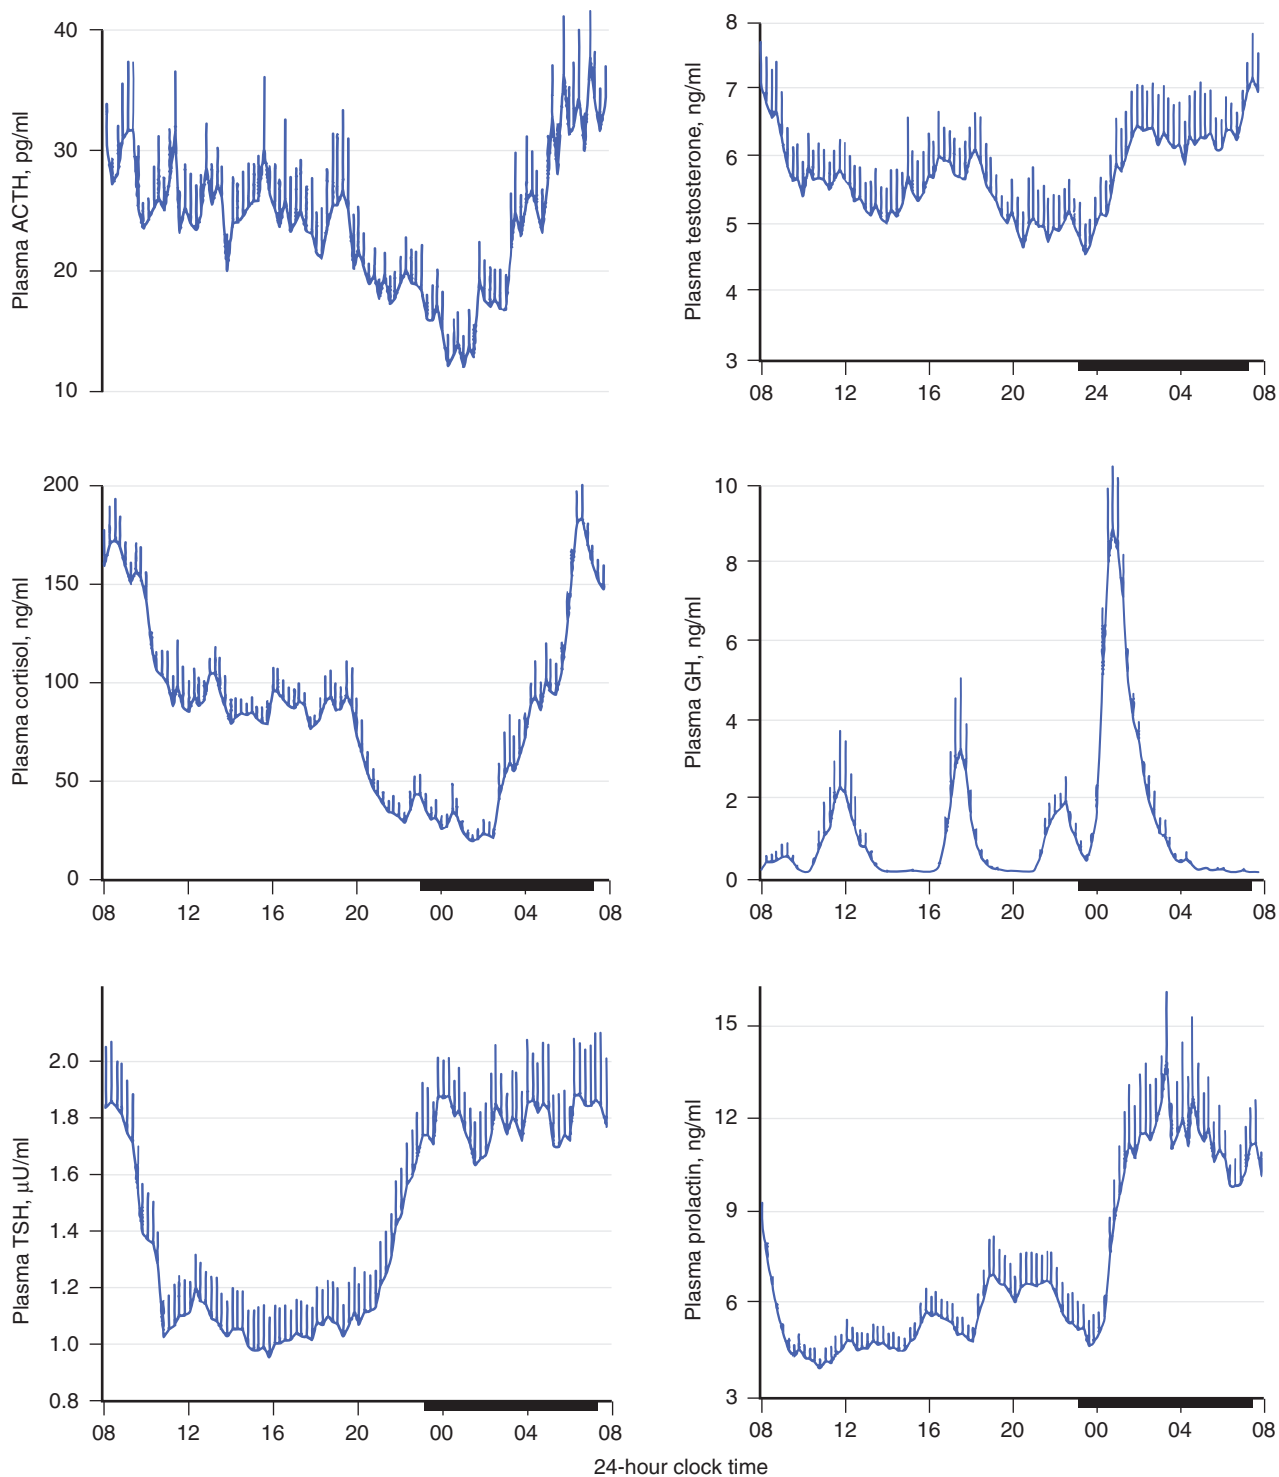 Plasma ACTH, pg/ml
40
30
20
10
Plasma testosterone, ng/ml
8
7
6
5
4
3
08 12 16 20 24 04 08
Plasma cortisol, ng/ml
200
150
100
50
0
08 12 16 20 00 04 08
Plasma GH, ng/ml
10
8
6
4
2
0
08 12 16 20 00 04 08
Plasma TSH, μU/ml
2.0
1.8
1.6
1.4
1.2
1.0
0.8
08 12 16 20 00 04 08
Plasma prolactin, ng/ml
15
12
9
6
3
08 12 16 20 00 04 08
24-hour clock time